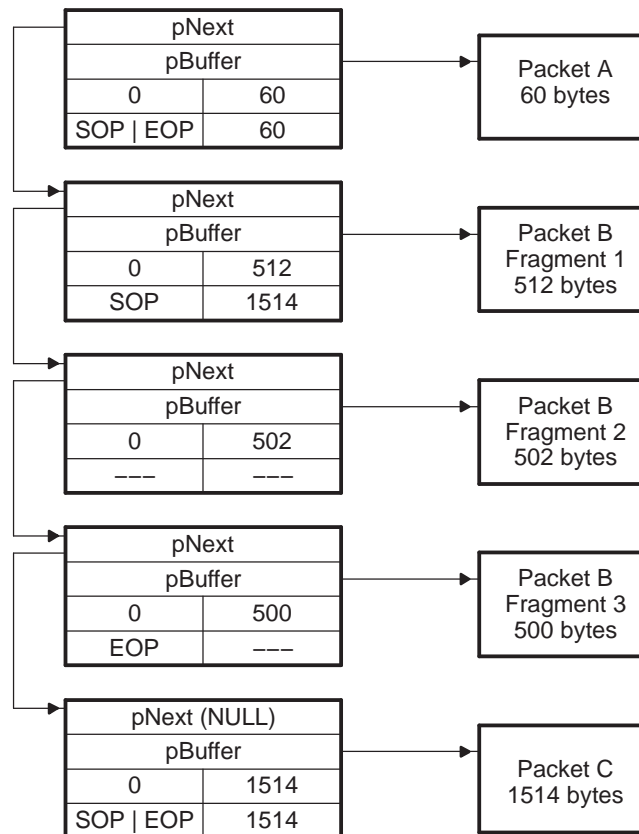 pNext
pBuffer
0 60
SOP | EOP 60
Packet A
60 bytes
pNext
pBuffer
0 512
SOP 1514
Packet B
Fragment 1
512 bytes
pNext
pBuffer
0 502
––– –––
Packet B
Fragment 2
502 bytes
pNext
pBuffer
0 500
EOP –––
Packet B
Fragment 3
500 bytes
pNext (NULL)
pBuffer
0 1514
SOP | EOP 1514
Packet C
1514 bytes